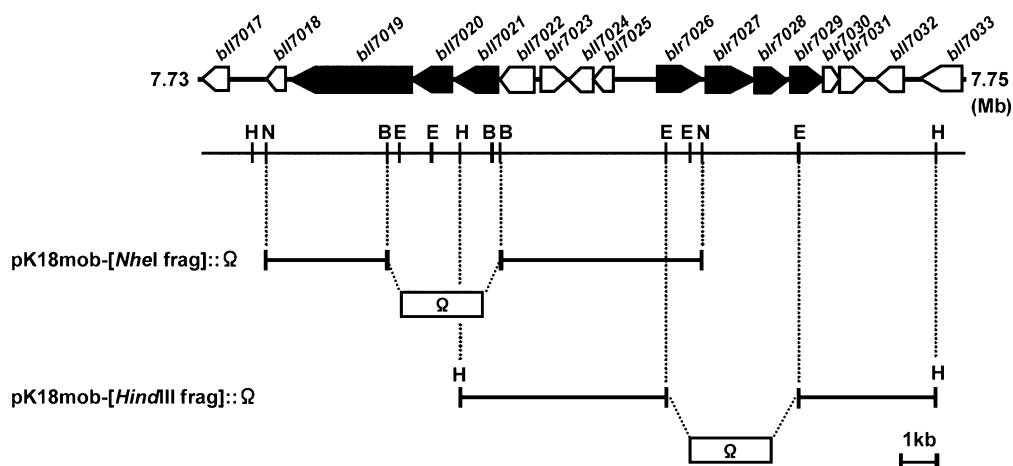 bll7017 bll7018 bll7019 bll7020 bll7021 bll7022 blr7023 bll7024 bll7025 blr7026 blr7027 blr7028 blr7029 blr7030 blr7031 bll7032 bll7033
7.73 7.75
(Mb)
H N B E E H B B E E N E H
pK18mob-[NheI frag]::Ω
Ω
H H
pK18mob-[HindIII frag]::Ω
1kb
Ω